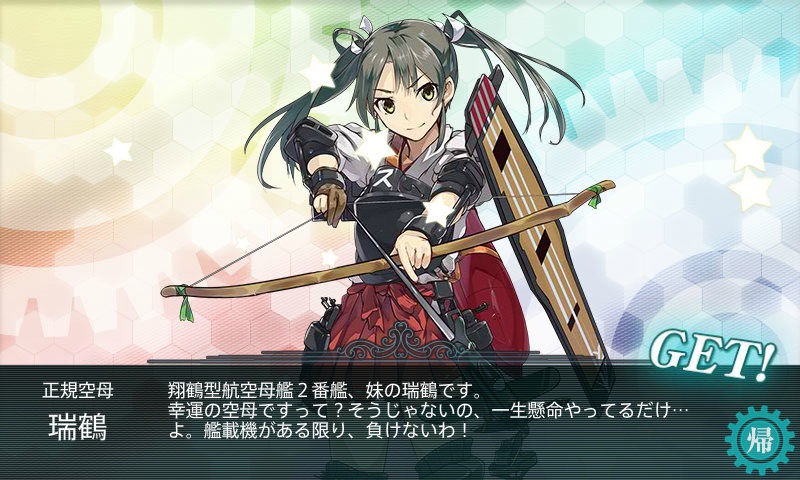 ス
GET!
正規空母
瑞鶴
翔鶴型航空母艦２番艦、妹の瑞鶴です。
幸運の空母ですって？そうじゃないの、一生懸命やってるだけ…
よ。艦載機がある限り、負けないわ！
帰